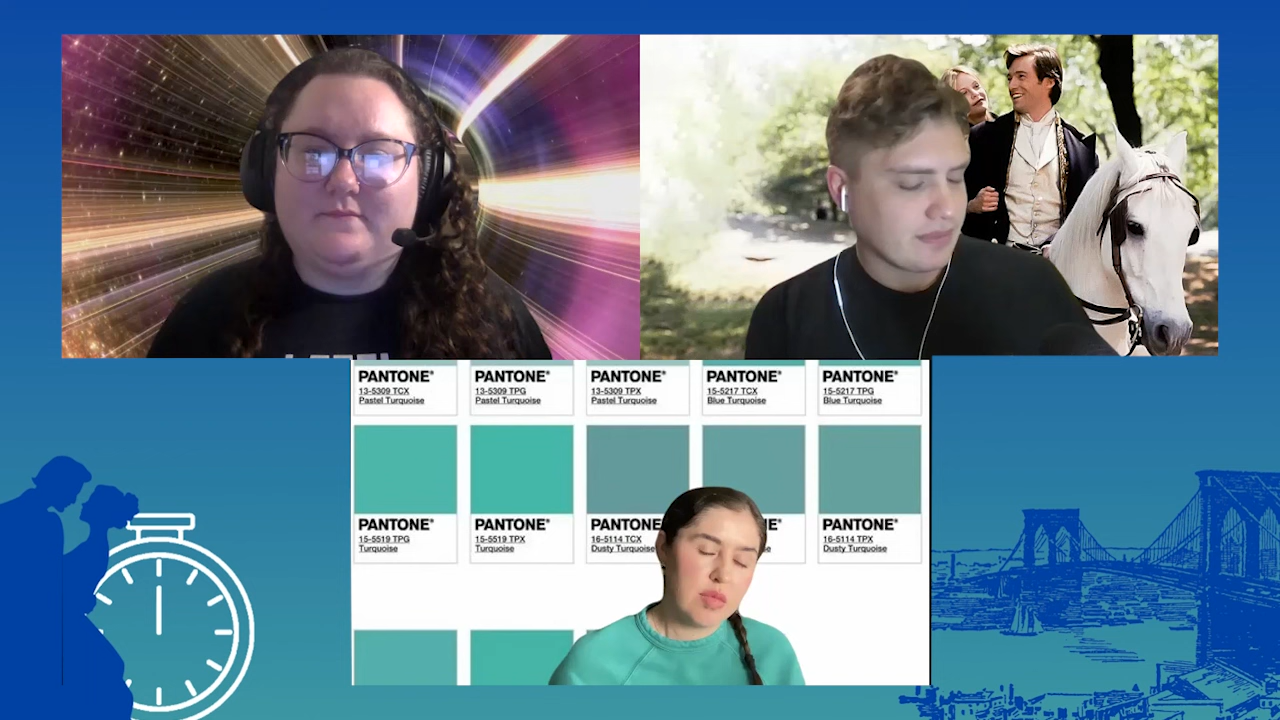 PANTONE®
13-5309 TCX
Pastel Turquoise
PANTONE®
13-5309 TPG
Pastel Turquoise
PANTONE®
13-5309 TPX
Pastel Turquoise
PANTONE®
15-5217 TCX
Blue Turquoise
PANTONE®
15-5217 TPG
Blue Turquoise
PANTONE®
15-5519 TPG
Turquoise
PANTONE®
15-5519 TPX
Turquoise
PANTONE
16-5114 TCX
Dusty Turquoise
PANTONE®
16-5114 TPX
Dusty Turquoise